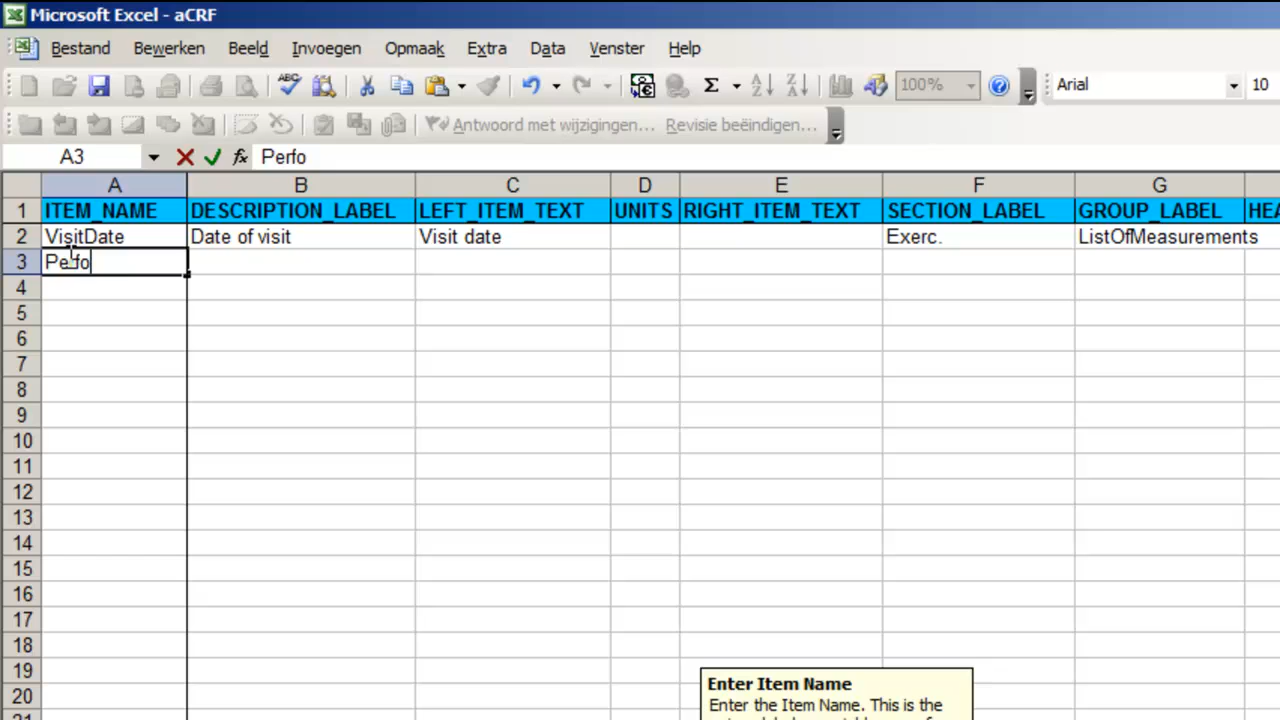 Microsoft Excel - aCRF
Bestand Bewerken Beeld Invoegen Opmaak Extra Data Venster Help
ABC Σ A Z Z A 100% ? Arial 10
Antwoord met wijzigingen... Revisie beëindigen...
A3 fx Perfo
A B C D E F G
1 ITEM_NAME DESCRIPTION_LABEL LEFT_ITEM_TEXT UNITS RIGHT_ITEM_TEXT SECTION_LABEL GROUP_LABEL HEA
2 VisitDate Date of visit Visit date Exerc. ListOfMeasurements
3 Perfo
4
5
6
7
8
9
10
11
12
13
14
15
16
17
18
19
20
Enter Item Name
Enter the Item Name. This is the